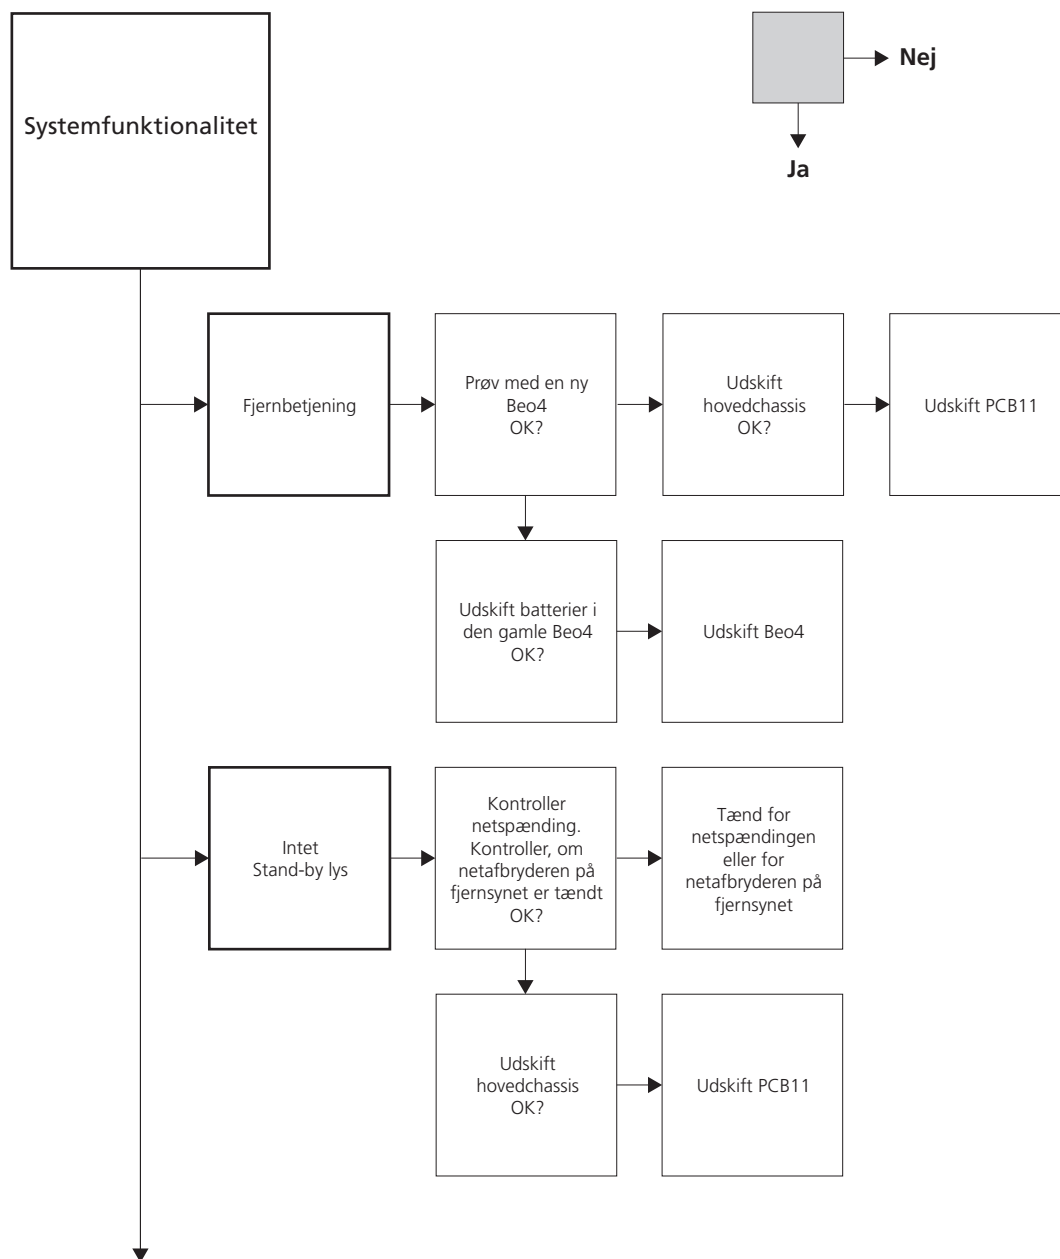 Systemfunktionalitet
Nej
Ja
Fjernbetjening
Prøv med en ny
Beo4
OK?
Udskift
hovedchassis
OK?
Udskift PCB11
Udskift batterier i
den gamle Beo4
OK?
Udskift Beo4
Intet
Stand-by lys
Kontroller
netspænding.
Kontroller, om
netafbryderen på
fjernsynet er tændt
OK?
Tænd for
netspændingen
eller for
netafbryderen på
fjernsynet
Udskift
hovedchassis
OK?
Udskift PCB11